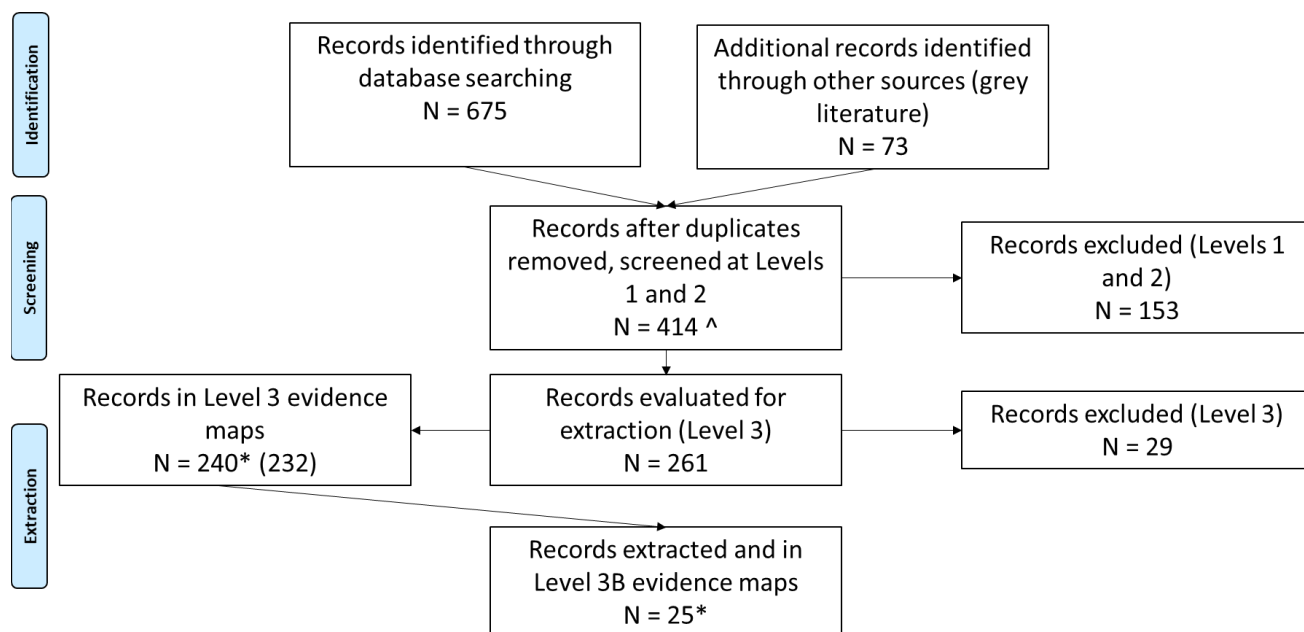 Identification
Records identified through
database searching
N = 675
Additional records identified
through other sources (grey
literature)
N = 73
Screening
Records after duplicates
removed, screened at Levels
1 and 2
N = 414 ^
Records excluded (Levels 1
and 2)
N = 153
Extraction
Records in Level 3 evidence
maps
N = 240* (232)
Records evaluated for
extraction (Level 3)
N = 261
Records excluded (Level 3)
N = 29
Records extracted and in
Level 3B evidence maps
N = 25*